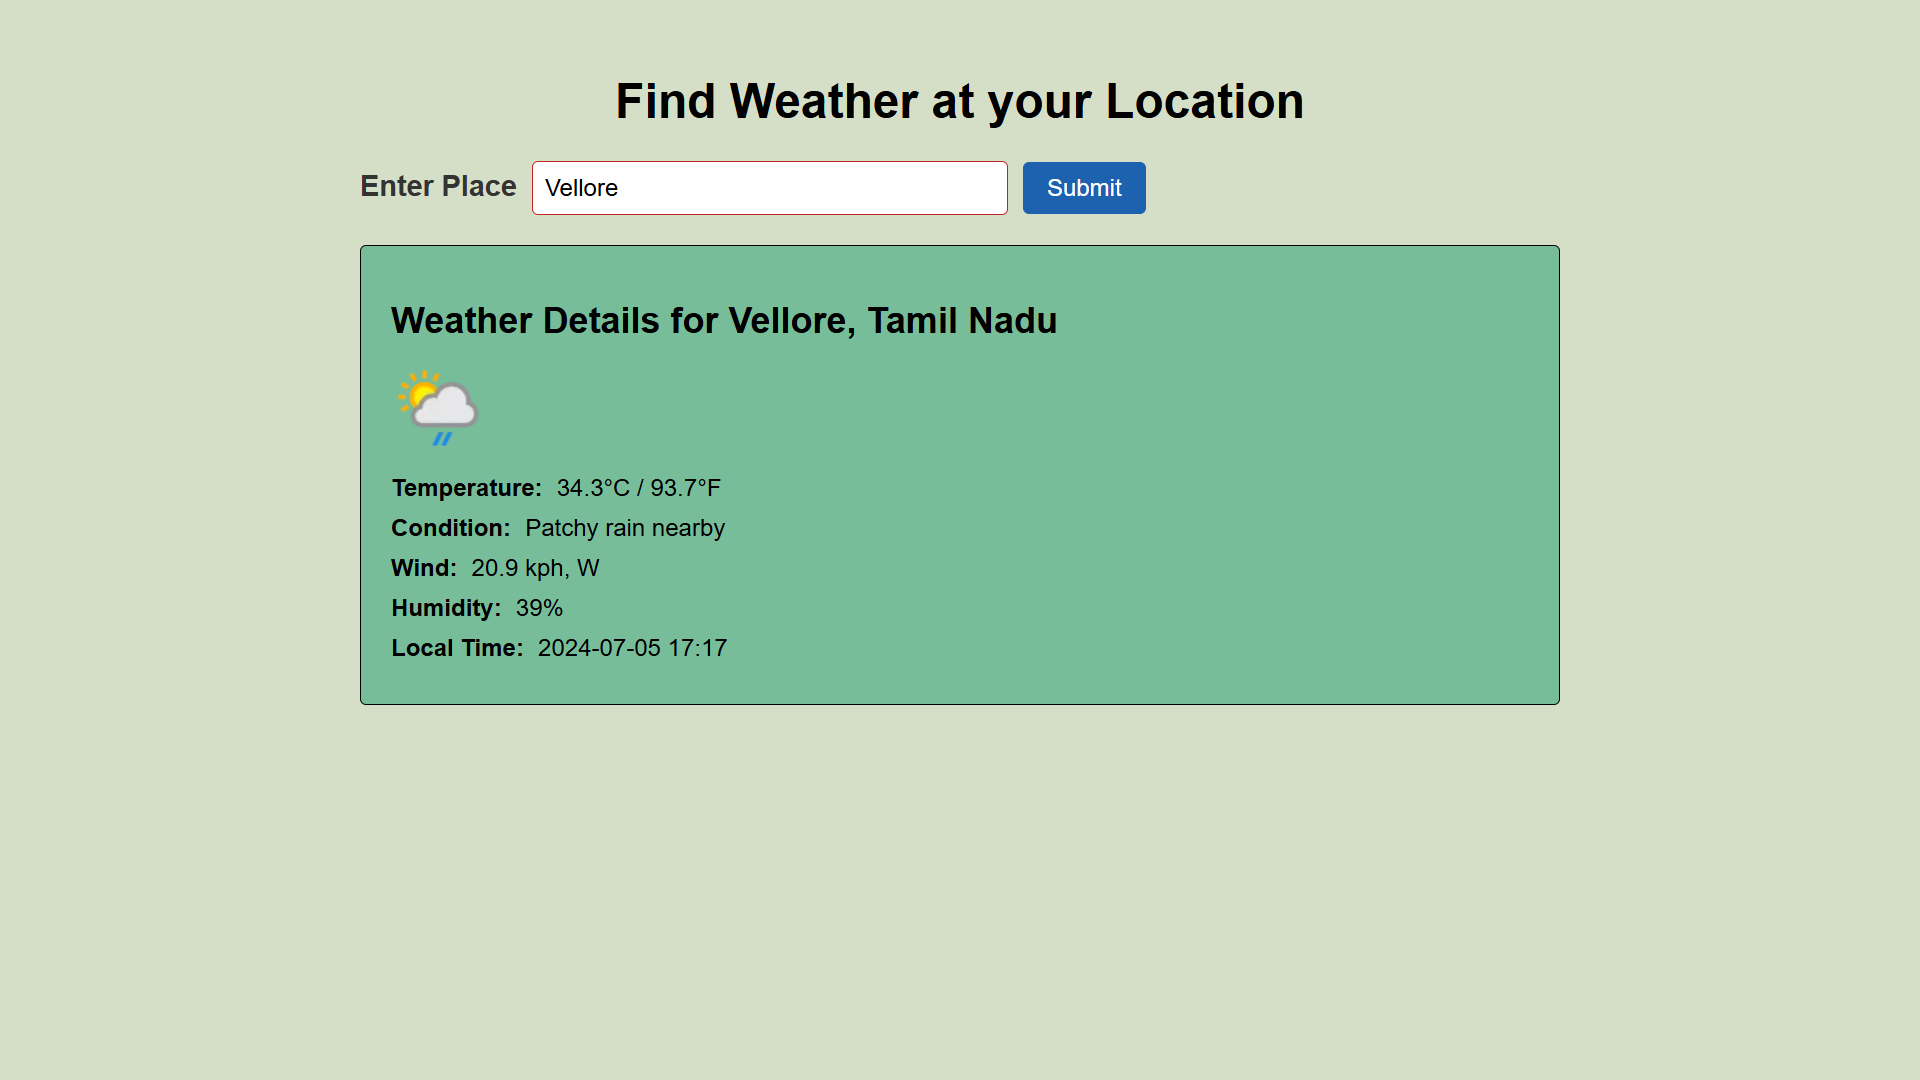 Find Weather at your Location
Enter Place Vellore Submit
Weather Details for Vellore, Tamil Nadu
Temperature: 34.3°C / 93.7°F
Condition: Patchy rain nearby
Wind: 20.9 kph, W
Humidity: 39%
Local Time: 2024-07-05 17:17